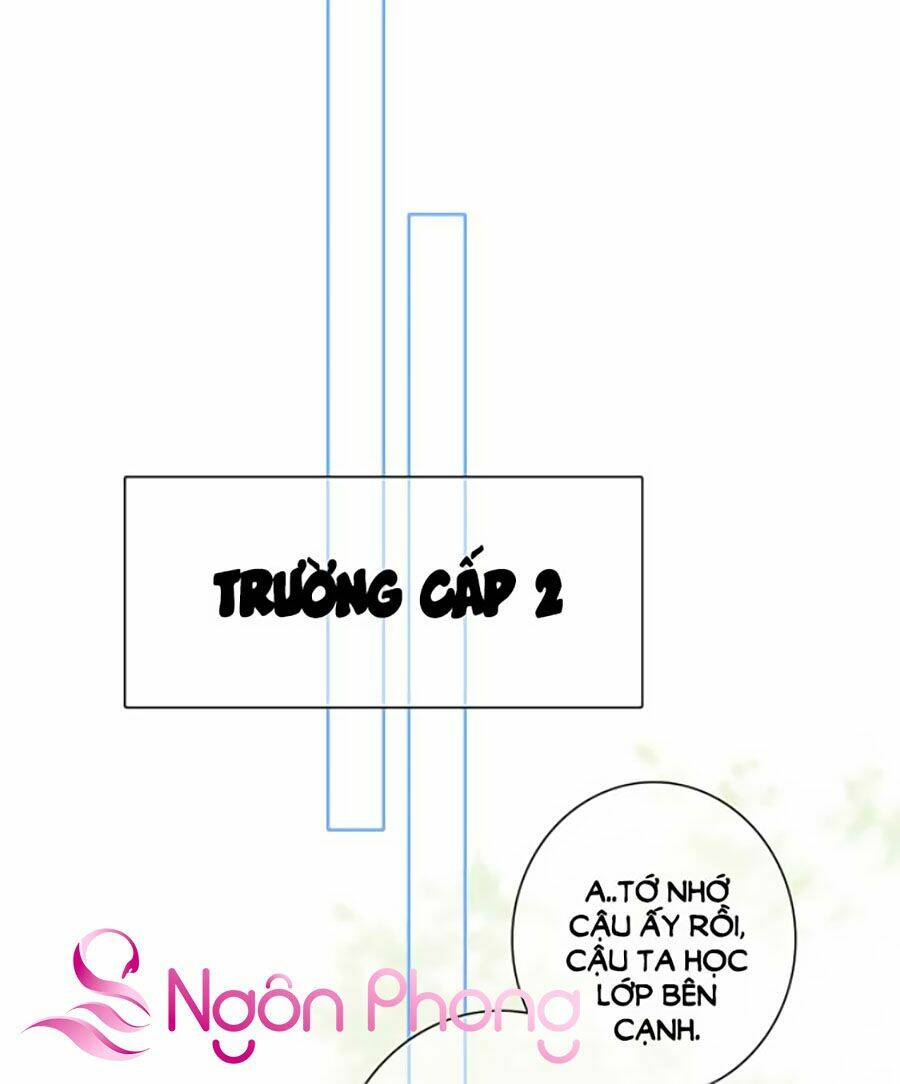 TRƯỜNG CẤP 2
A..TỚ NHỚ
CẬU ẤY RỒI,
CẬU TA HỌC
LỚP BÊN
CẠNH.
Ngôn Phong